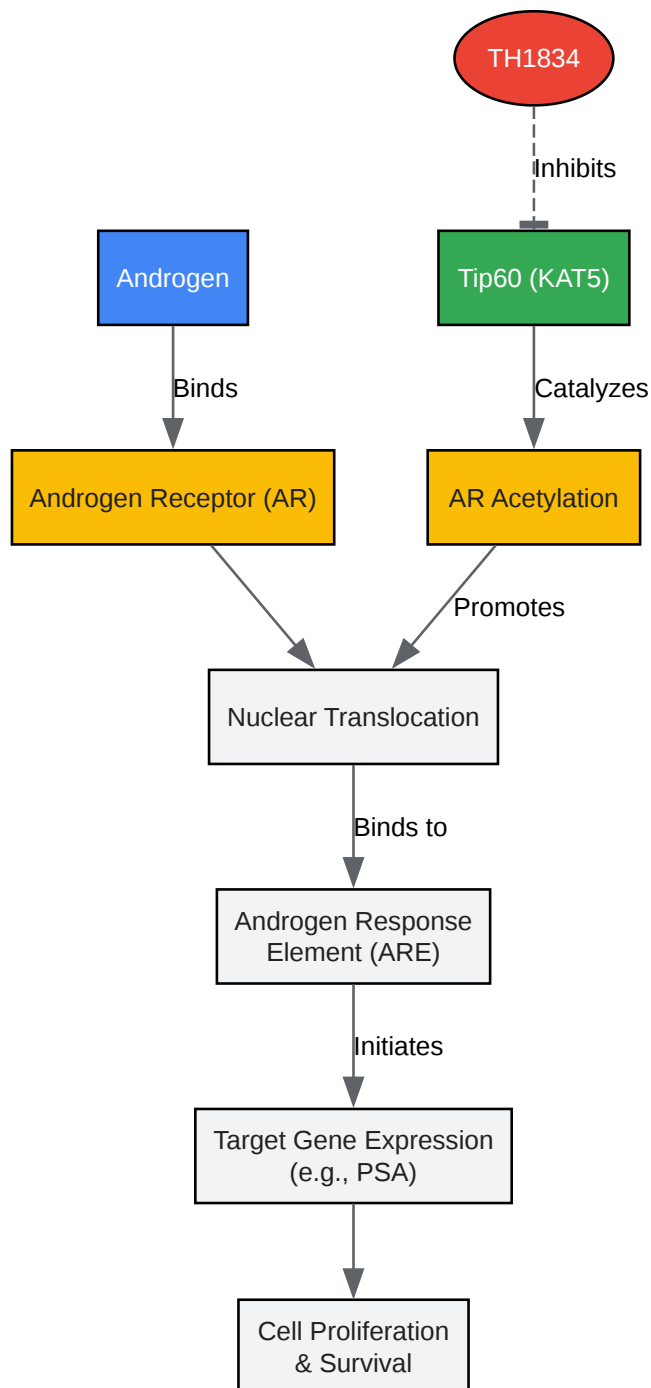 TH1834
Inhibits
Androgen
Tip60 (KAT5)
Binds
Catalyzes
Androgen Receptor (AR)
AR Acetylation
Promotes
Nuclear Translocation
Binds to
Androgen Response
Element (ARE)
Initiates
Target Gene Expression
(e.g., PSA)
Cell Proliferation
& Survival